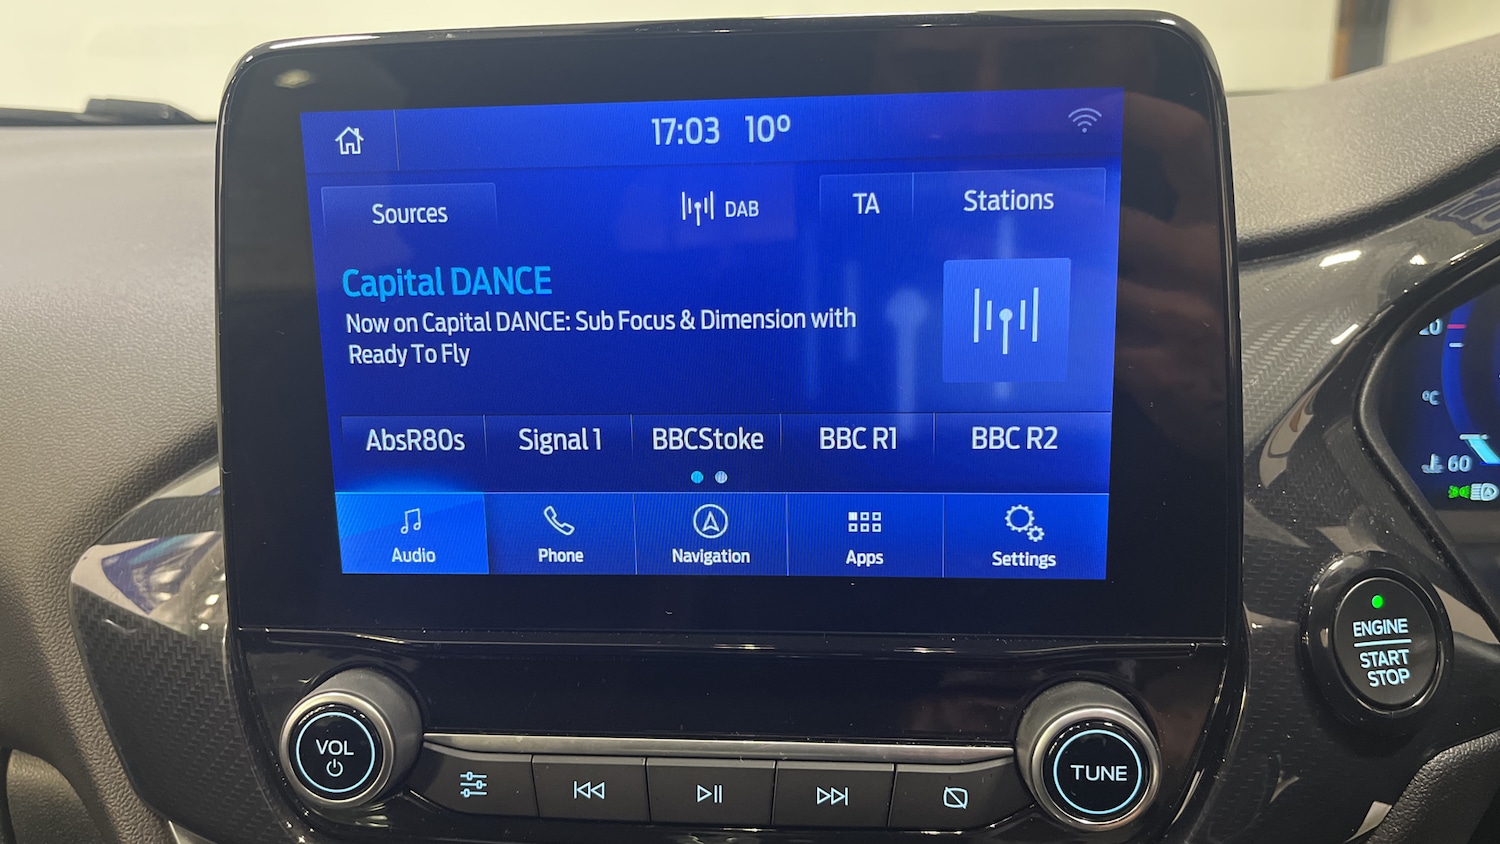 17:03 10°
Sources
DAB
TA
Stations
Capital DANCE
Now on Capital DANCE: Sub Focus & Dimension with
Ready To Fly
AbsR80s
Signal 1
BBCStoke
BBC R1
BBC R2
Audio
Phone
Navigation
Apps
Settings
VOL
TUNE
ENGINE
START
STOP
°C
60